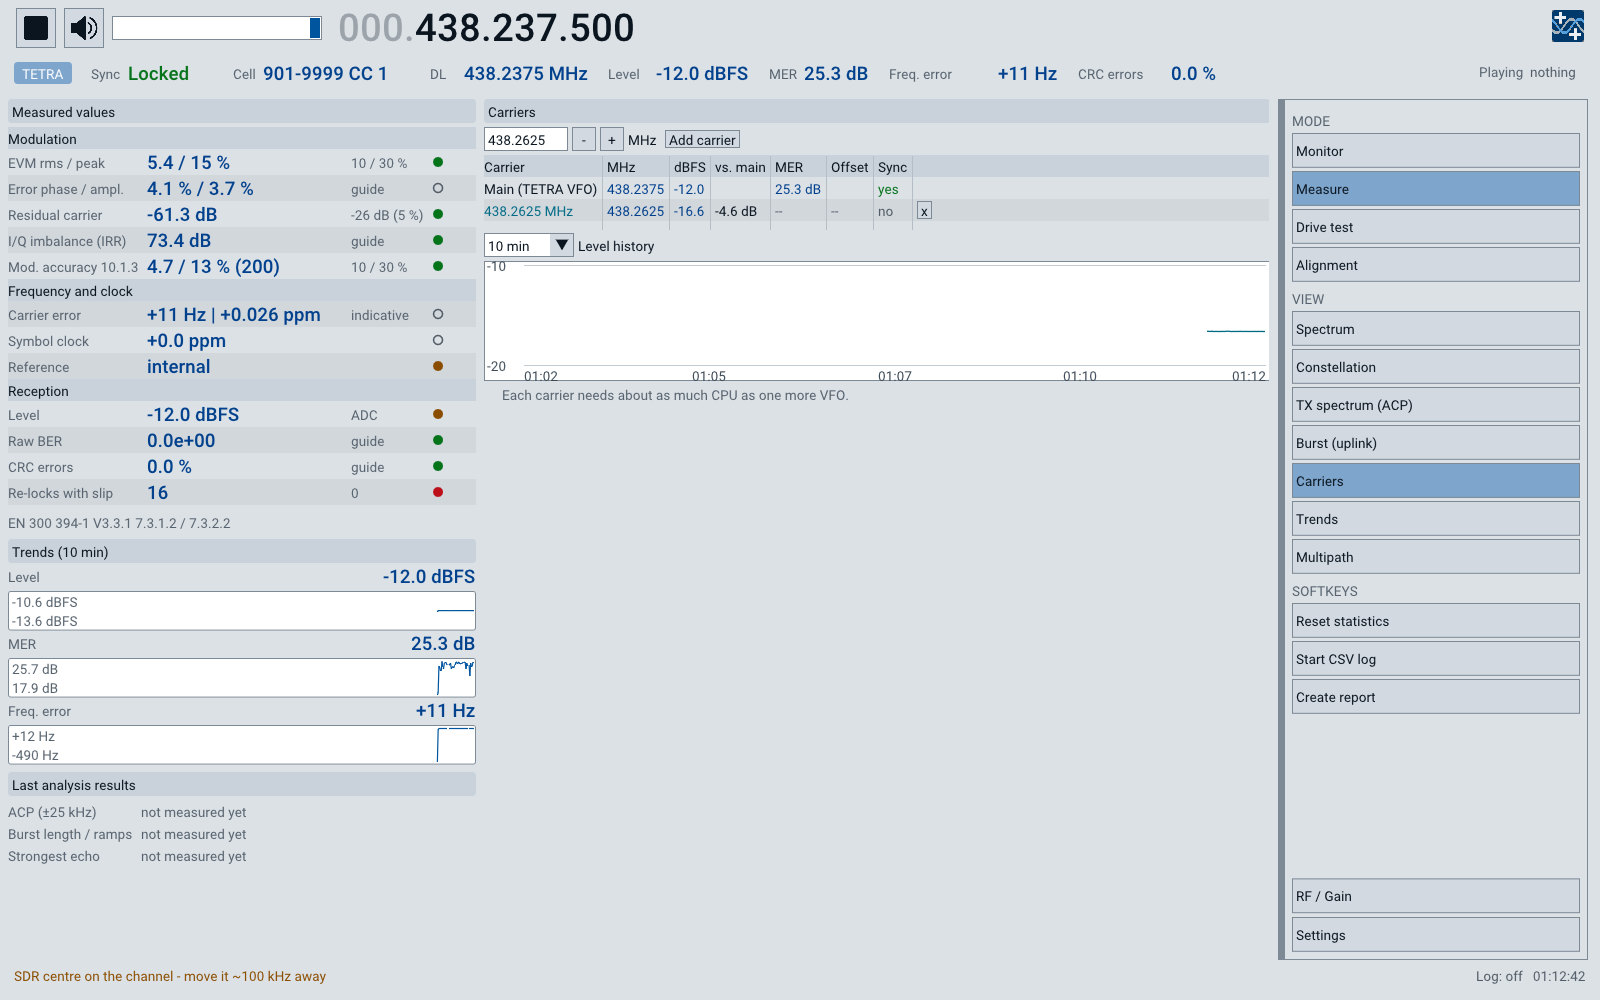 000.438.237.500
TETRA Sync Locked Cell 901-9999 CC 1 DL 438.2375 MHz Level -12.0 dBFS MER 25.3 dB Freq. error +11 Hz CRC errors 0.0 % Playing nothing
Measured values
Modulation
EVM rms / peak 5.4 / 15 % 10 / 30 %
Error phase / ampl. 4.1 % / 3.7 % guide
Residual carrier -61.3 dB -26 dB (5 %)
I/Q imbalance (IRR) 73.4 dB guide
Mod. accuracy 10.1.3 4.7 / 13 % (200) 10 / 30 %
Frequency and clock
Carrier error +11 Hz | +0.026 ppm indicative
Symbol clock +0.0 ppm
Reference internal
Reception
Level -12.0 dBFS ADC
Raw BER 0.0e+00 guide
CRC errors 0.0 % guide
Re-locks with slip 16 0
EN 300 394-1 V3.3.1 7.3.1.2 / 7.3.2.2
Trends (10 min)
Level -12.0 dBFS
-10.6 dBFS
-13.6 dBFS
MER 25.3 dB
25.7 dB
17.9 dB
Freq. error +11 Hz
+12 Hz
-490 Hz
Last analysis results
ACP (±25 kHz) not measured yet
Burst length / ramps not measured yet
Strongest echo not measured yet
Carriers
438.2625 - + MHz Add carrier
Carrier MHz dBFS vs. main MER Offset Sync
Main (TETRA VFO) 438.2375 -12.0 25.3 dB yes
438.2625 MHz 438.2625 -16.6 -4.6 dB -- -- no x
10 min Level history
-10
-20
01:02 01:05 01:07 01:10 01:12
Each carrier needs about as much CPU as one more VFO.
MODE
Monitor
Measure
Drive test
Alignment
VIEW
Spectrum
Constellation
TX spectrum (ACP)
Burst (uplink)
Carriers
Trends
Multipath
SOFTKEYS
Reset statistics
Start CSV log
Create report
RF / Gain
Settings
SDR centre on the channel - move it ~100 kHz away
Log: off 01:12:42